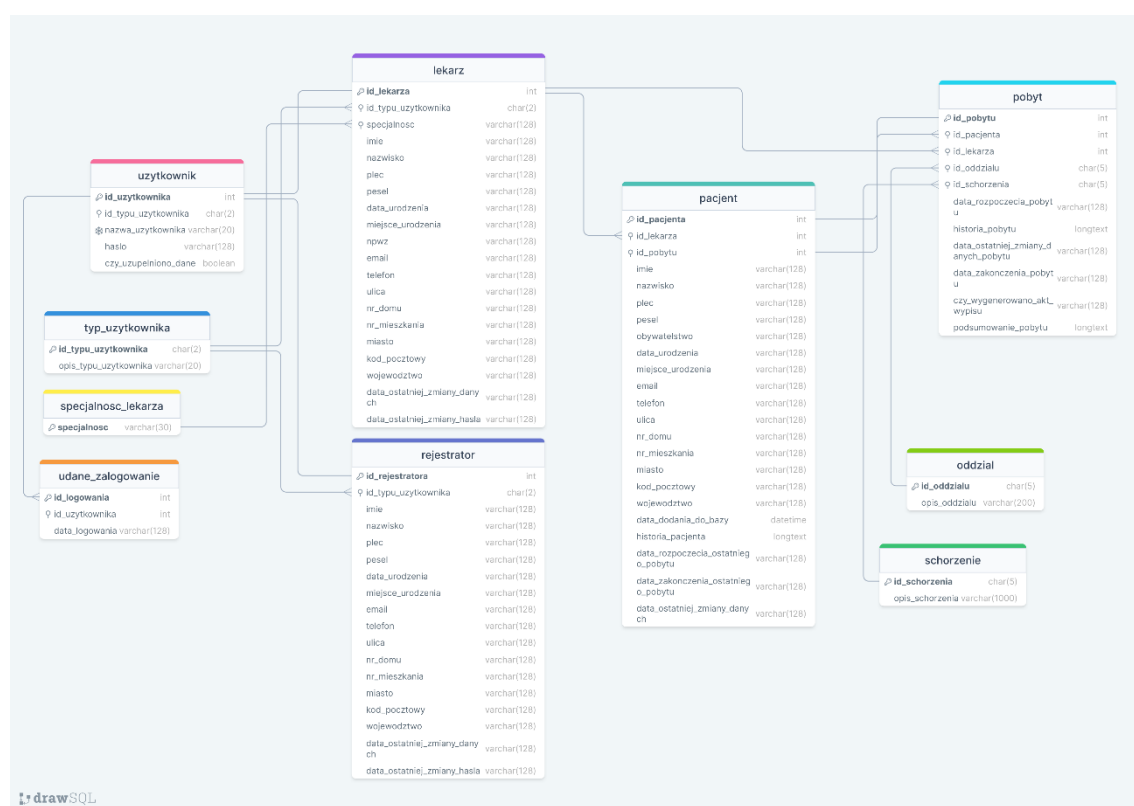 lekarz
id_lekarza int
id_typu_uzytkownika char(2)
specjalnosc varchar(128)
imie varchar(128)
nazwisko varchar(128)
plec varchar(128)
pesel varchar(128)
data_urodzenia varchar(128)
miejsce_urodzenia varchar(128)
npwz varchar(128)
email varchar(128)
telefon varchar(128)
ulica varchar(128)
nr_domu varchar(128)
nr_mieszkania varchar(128)
miasto varchar(128)
kod_pocztowy varchar(128)
wojewodztwo varchar(128)
data_ostatniej_zmiany_dany
ch varchar(128)
data_ostatniej_zmiany_hasla varchar(128)
uzytkownik
id_uzytkownika int
id_typu_uzytkownika char(2)
nazwa_uzytkownika varchar(20)
haslo varchar(128)
czy_uzupelniono_dane boolean
typ_uzytkownika
id_typu_uzytkownika char(2)
opis_typu_uzytkownika varchar(20)
specjalnosc_lekarza
specjalnosc varchar(30)
udane_zalogowanie
id_logowania int
id_uzytkownika int
data_logowania varchar(128)
rejestrator
id_rejestratora int
id_typu_uzytkownika char(2)
imie varchar(128)
nazwisko varchar(128)
plec varchar(128)
pesel varchar(128)
data_urodzenia varchar(128)
miejsce_urodzenia varchar(128)
email varchar(128)
telefon varchar(128)
ulica varchar(128)
nr_domu varchar(128)
nr_mieszkania varchar(128)
miasto varchar(128)
kod_pocztowy varchar(128)
wojewodztwo varchar(128)
data_ostatniej_zmiany_dany
ch varchar(128)
data_ostatniej_zmiany_hasla varchar(128)
pacjent
id_pacjenta int
id_lekarza int
id_pobytu int
imie varchar(128)
nazwisko varchar(128)
plec varchar(128)
pesel varchar(128)
obywatelstwo varchar(128)
data_urodzenia varchar(128)
miejsce_urodzenia varchar(128)
email varchar(128)
telefon varchar(128)
ulica varchar(128)
nr_domu varchar(128)
nr_mieszkania varchar(128)
miasto varchar(128)
kod_pocztowy varchar(128)
wojewodztwo varchar(128)
data_dodania_do_bazy datetime
historia_pacjenta longtext
data_rozpoczecia_ostatnieg
o_pobytu varchar(128)
data_zakonczenia_ostatnieg
o_pobytu varchar(128)
data_ostatniej_zmiany_dany
ch varchar(128)
pobyt
id_pobytu int
id_pacjenta int
id_lekarza int
id_oddzialu char(5)
id_schorzenia char(5)
data_rozpoczecia_pobyt
u varchar(128)
historia_pobytu longtext
data_ostatniej_zmiany_d
anych_pobytu varchar(128)
data_zakonczenia_pobyt
u varchar(128)
czy_wygenerowano_akt_
wypisu varchar(128)
podsumowanie_pobytu longtext
oddzial
id_oddzialu char(5)
opis_oddzialu varchar(200)
schorzenie
id_schorzenia char(5)
opis_schorzenia varchar(1000)
drawSQL